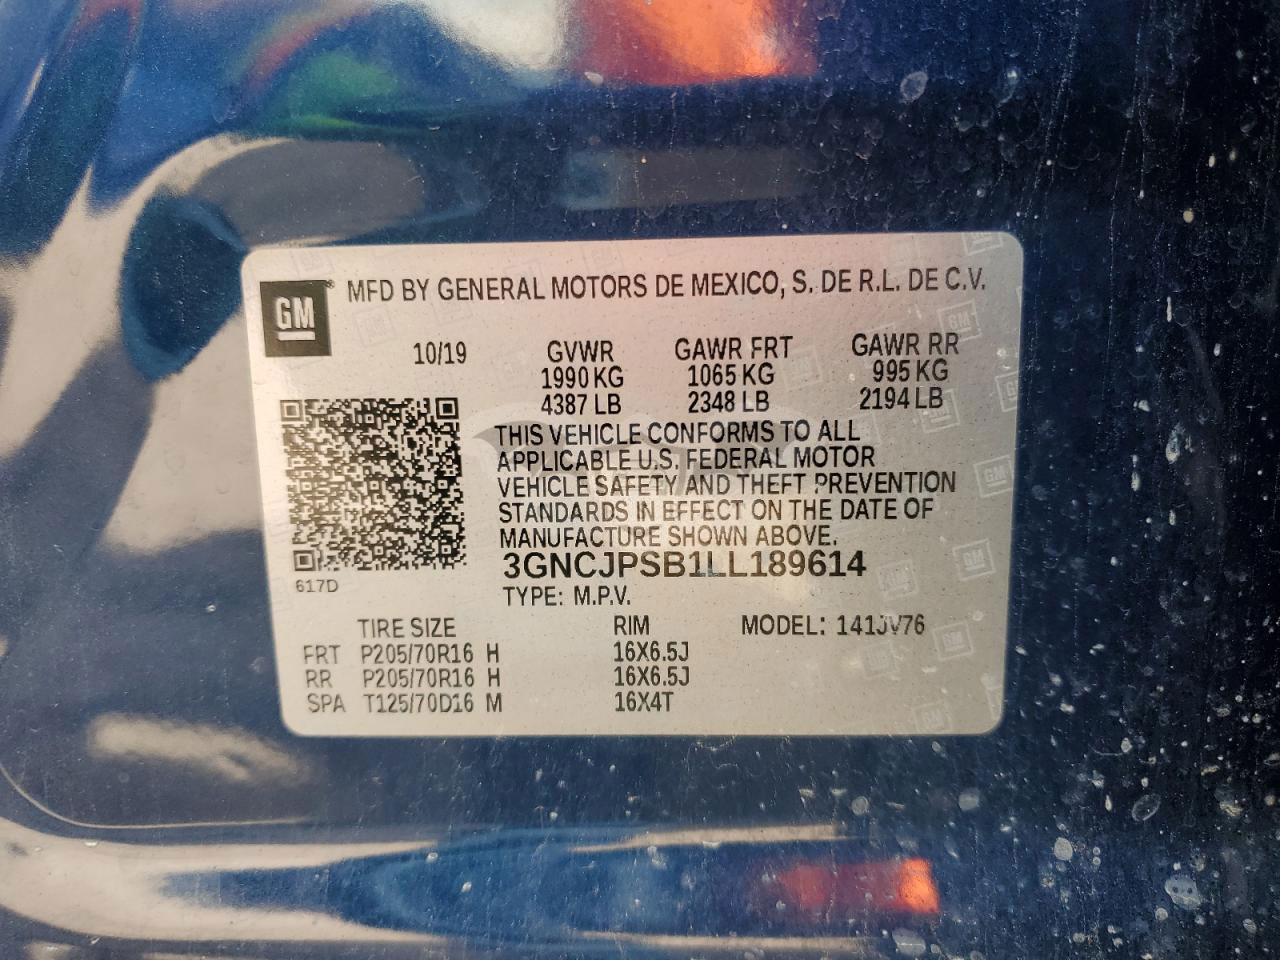 GM
MFD BY GENERAL MOTORS DE MEXICO, S. DE R.L. DE C.V.
10/19 GVWR GAWR FRT GAWR RR
1990 KG 1065 KG 995 KG
4387 LB 2348 LB 2194 LB
THIS VEHICLE CONFORMS TO ALL
APPLICABLE U.S. FEDERAL MOTOR
VEHICLE SAFETY AND THEFT PREVENTION
STANDARDS IN EFFECT ON THE DATE OF
MANUFACTURE SHOWN ABOVE.
3GNCJPSB1LL189614
617D
TYPE: M.P.V.
TIRE SIZE RIM MODEL: 141JV76
FRT P205/70R16 H 16X6.5J
RR P205/70R16 H 16X6.5J
SPA T125/70D16 M 16X4T